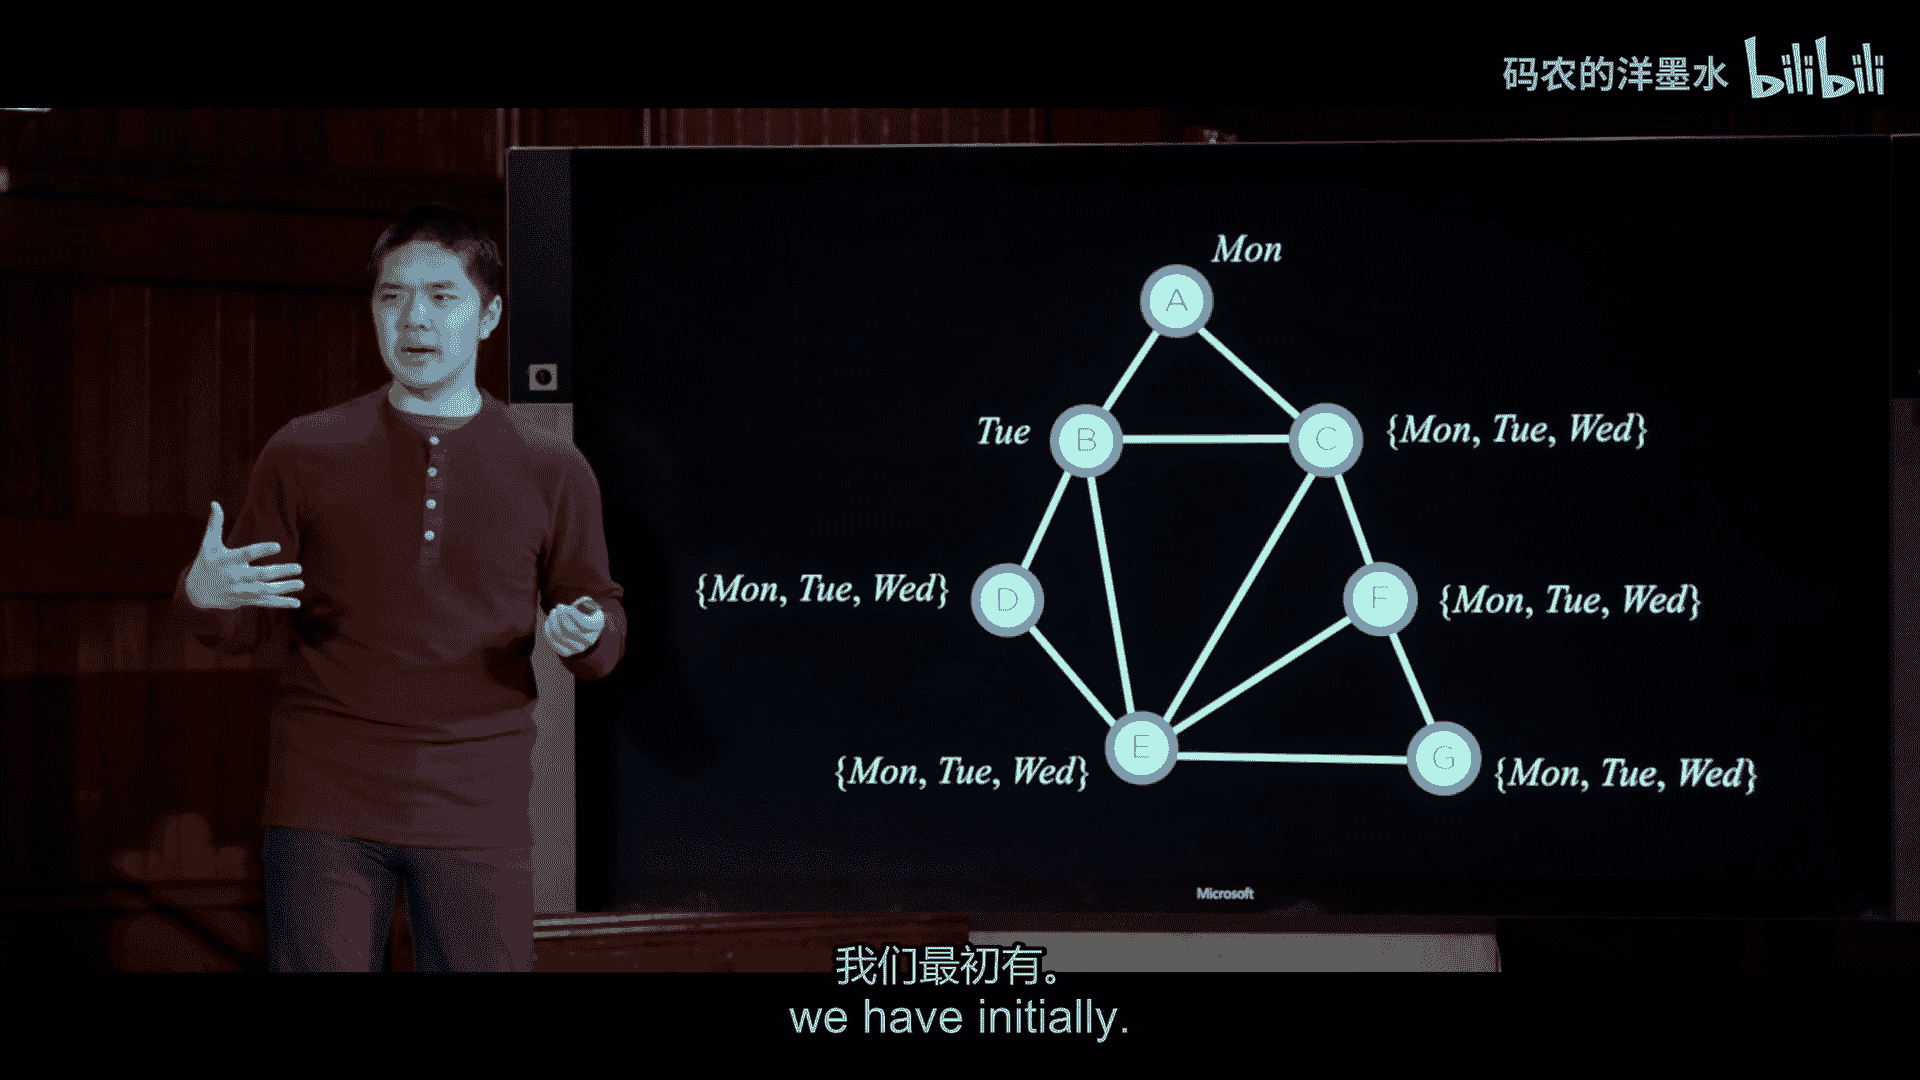 码农的洋墨水 bilibili
Mon
A
Tue B C {Mon, Tue, Wed}
{Mon, Tue, Wed} D F {Mon, Tue, Wed}
{Mon, Tue, Wed} E G {Mon, Tue, Wed}
Microsoft
我们最初有。
we have initially.